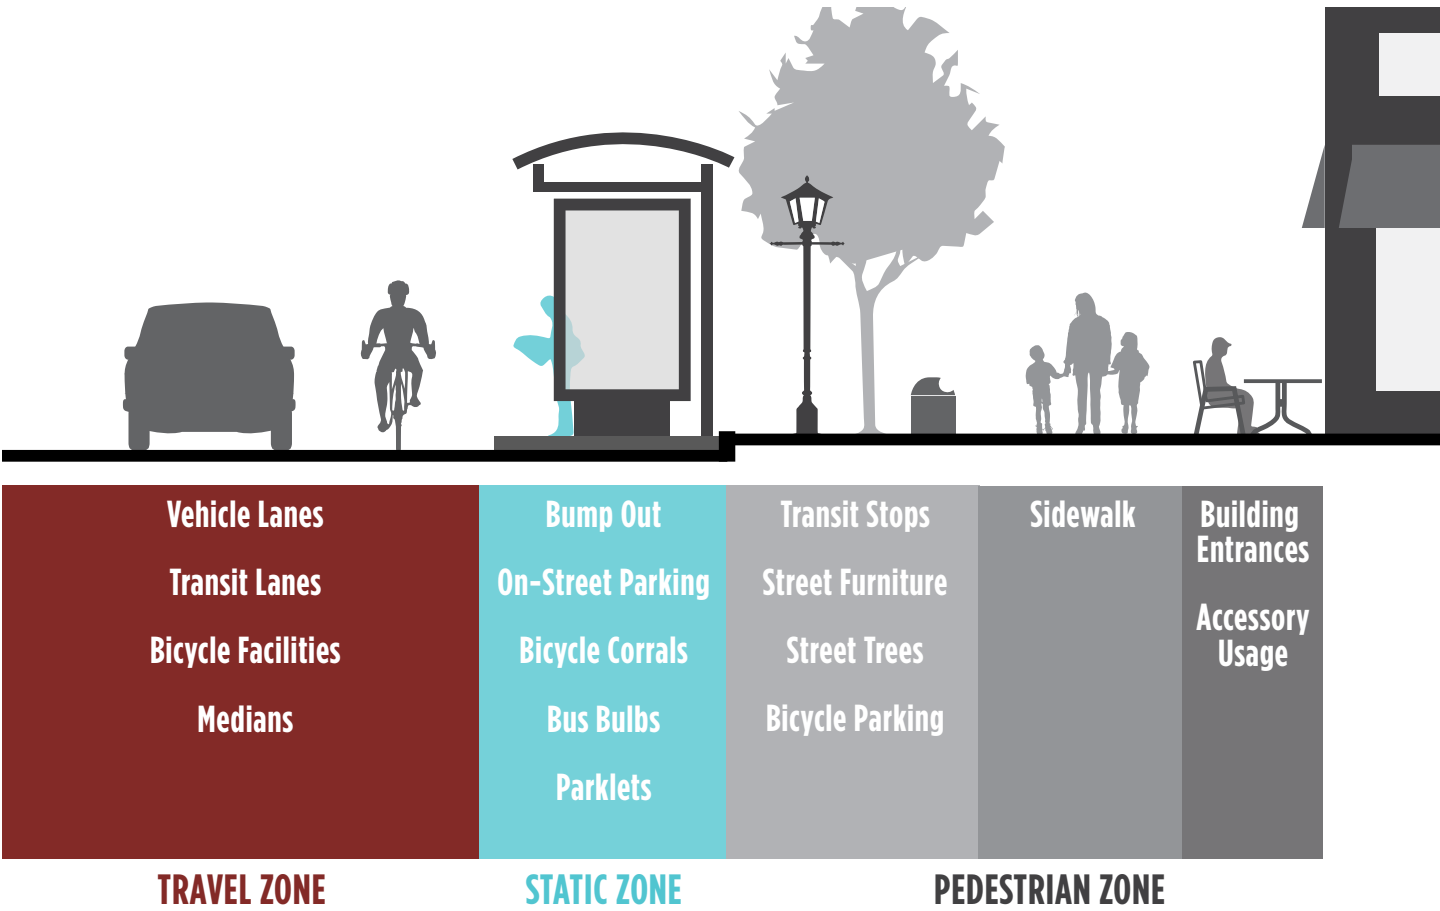 Vehicle Lanes
Transit Lanes
Bicycle Facilities
Medians
Bump Out
On-Street Parking
Bicycle Corrals
Bus Bulbs
Parklets
Transit Stops
Street Furniture
Street Trees
Bicycle Parking
Sidewalk
Building
Entrances
Accessory
Usage
TRAVEL ZONE
STATIC ZONE
PEDESTRIAN ZONE